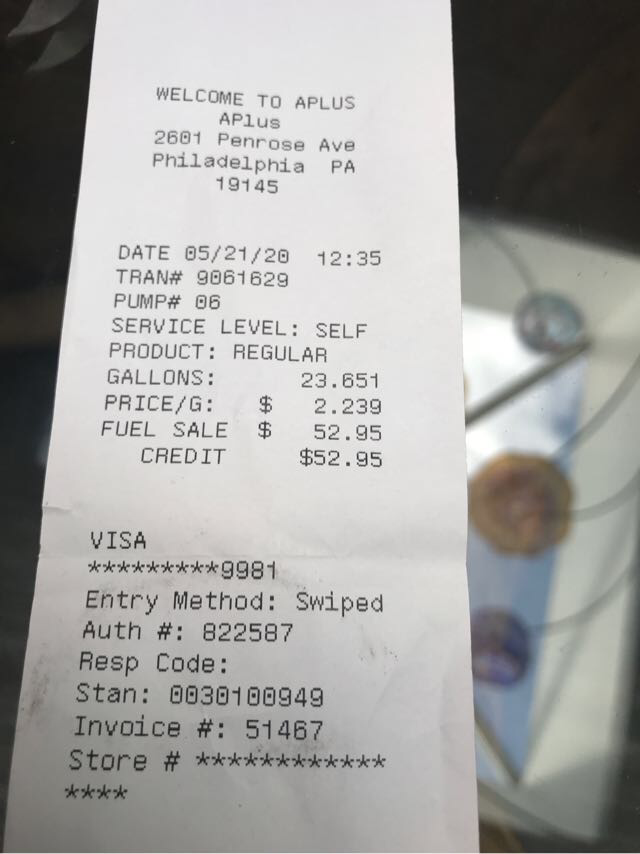 WELCOME TO APLUS
APlus
2601 Penrose Ave
Philadelphia PA
19145
DATE 05/21/20 12:35
TRAN# 9061629
PUMP# 06
SERVICE LEVEL: SELF
PRODUCT: REGULAR
GALLONS: 23.651
PRICE/G: $ 2.239
FUEL SALE $ 52.95
CREDIT $52.95
VISA
*********9981
Entry Method: Swiped
Auth #: 822587
Resp Code:
Stan: 0030100949
Invoice #: 51467
Store # ************
****